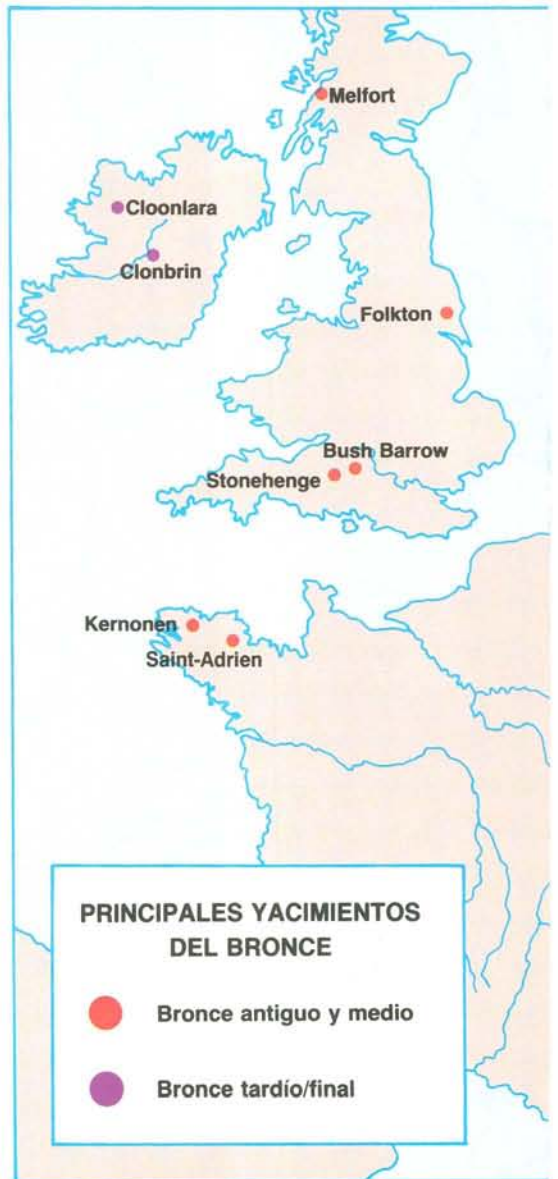 Melfort
Cloonlara
Clonbrin
Folkton
Bush Barrow
Stonehenge
Kernonen
Saint-Adrien
PRINCIPALES YACIMIENTOS
DEL BRONCE
Bronce antiguo y medio
Bronce tardío/final